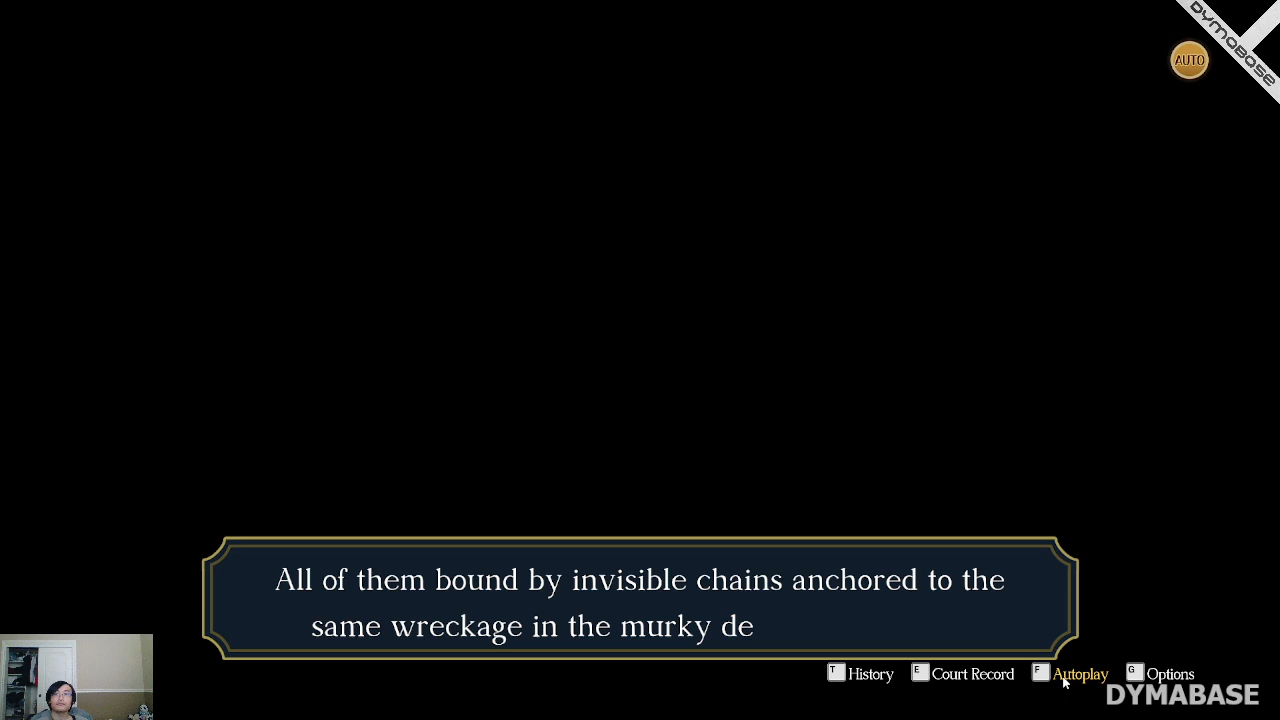 DYMABASE
AUTO
All of them bound by invisible chains anchored to the
same wreckage in the murky de
T History E Court Record F Autoplay G Options
DYMABASE